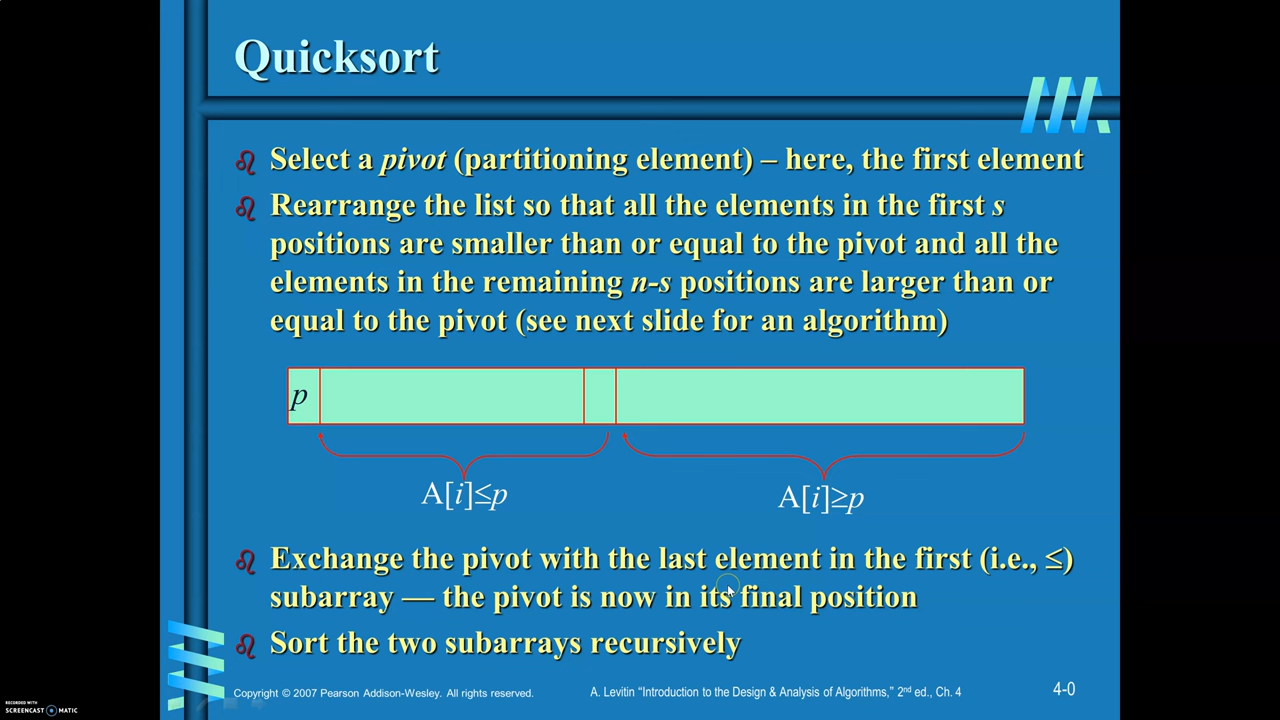 Quicksort
Select a pivot (partitioning element) – here, the first element
Rearrange the list so that all the elements in the first s
positions are smaller than or equal to the pivot and all the
elements in the remaining n-s positions are larger than or
equal to the pivot (see next slide for an algorithm)
p
A[i]≤p
A[i]≥p
Exchange the pivot with the last element in the first (i.e., ≤)
subarray — the pivot is now in its final position
Sort the two subarrays recursively
Copyright © 2007 Pearson Addison-Wesley. All rights reserved.
A. Levitin “Introduction to the Design & Analysis of Algorithms,” 2nd ed., Ch. 4
4-0
RECORDED WITH
SCREENCAST MATIC